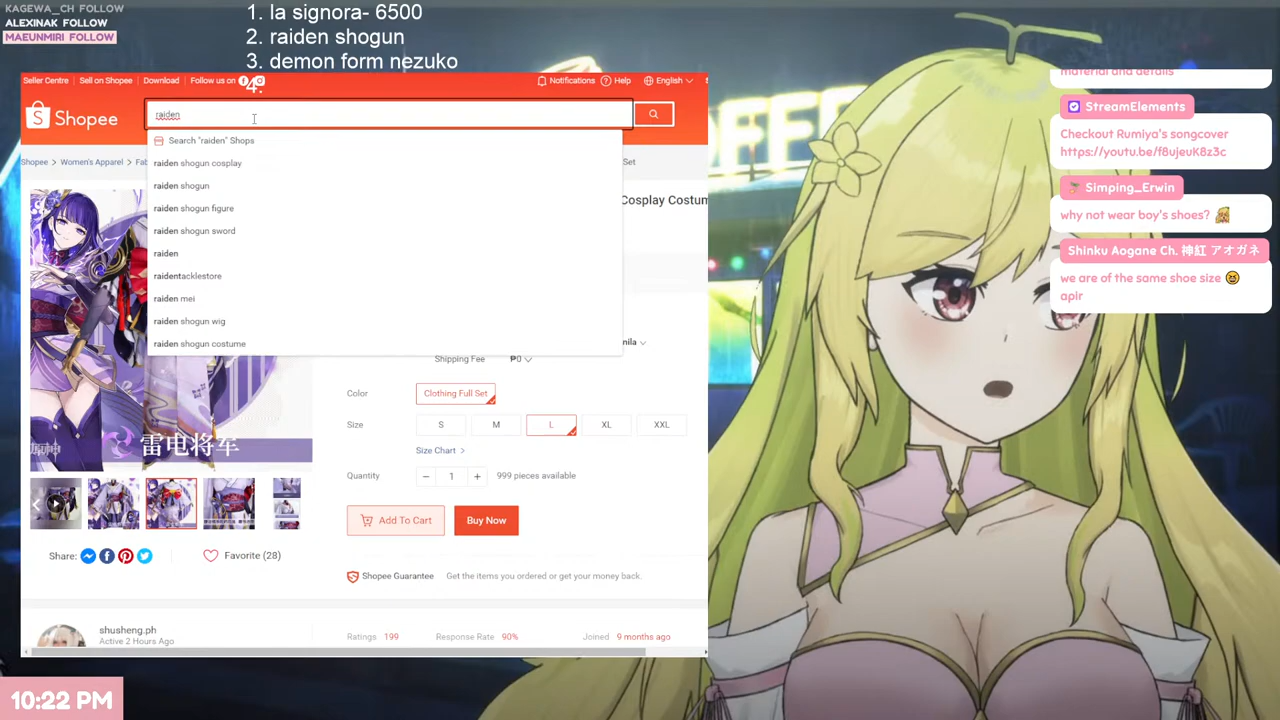 KAGEWA_CH FOLLOW
ALEXINAK FOLLOW
MAEUNMIRI FOLLOW
1. la signora- 6500
2. raiden shogun
3. demon form nezuko
4.
Seller Centre | Sell on Shopee | Download | Follow us on
Notifications Help English
Shopee
raiden
Search "raiden" Shops
raiden shogun cosplay
raiden shogun
raiden shogun figure
raiden shogun sword
raiden
raidentacklestore
raiden mei
raiden shogun wig
raiden shogun costume
Shopee > Women's Apparel > Fab
Set
Cosplay Costum
nila
Shipping Fee ₱0
Color Clothing Full Set
Size S M L XL XXL
Size Chart >
Quantity − 1 + 999 pieces available
Add To Cart Buy Now
雷电将军
Share: Favorite (28)
Shopee Guarantee Get the items you ordered or get your money back.
shusheng.ph
Active 2 Hours Ago
Ratings 199 Response Rate 90% Joined 9 months ago
10:22 PM
material and details
StreamElements
Checkout Rumiya's songcover
https://youtu.be/f8ujeuK8z3c
Simping_Erwin
why not wear boy's shoes?
Shinku Aogane Ch. 神紅 アオガネ
we are of the same shoe size
apir